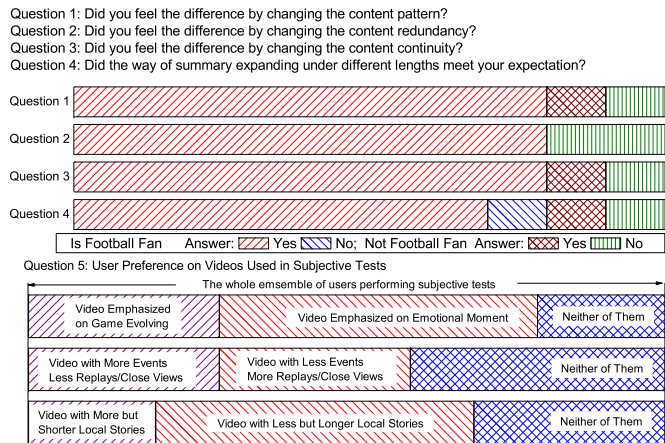 Question 1: Did you feel the difference by changing the content pattern?
Question 2: Did you feel the difference by changing the content redundancy?
Question 3: Did you feel the difference by changing the content continuity?
Question 4: Did the way of summary expanding under different lengths meet your expectation?
Question 1
Question 2
Question 3
Question 4
Is Football Fan Answer: Yes No; Not Football Fan Answer: Yes No
Question 5: User Preference on Videos Used in Subjective Tests
The whole emsemble of users performing subjective tests
Video Emphasized
on Game Evolving
Video Emphasized on Emotional Moment
Neither of Them
Video with More Events
Less Replays/Close Views
Video with Less Events
More Replays/Close Views
Neither of Them
Video with More but
Shorter Local Stories
Video with Less but Longer Local Stories
Neither of Them